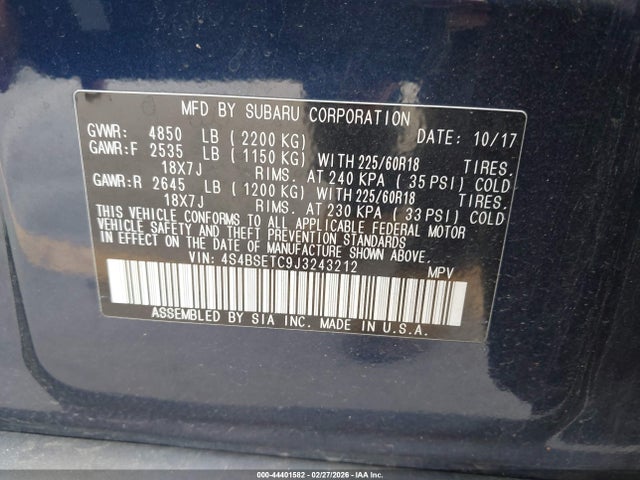 MFD BY SUBARU CORPORATION
GVWR: 4850 LB ( 2200 KG) DATE: 10/17
GAWR:F 2535 LB ( 1150 KG) WITH 225/60R18 TIRES.
18X7J RIMS. AT 240 KPA ( 35 PSI) COLD
GAWR:R 2645 LB ( 1200 KG) WITH 225/60R18 TIRES.
18X7J RIMS. AT 230 KPA ( 33 PSI) COLD
THIS VEHICLE CONFORMS TO ALL APPLICABLE FEDERAL MOTOR
VEHICLE SAFETY AND THEFT PREVENTION STANDARDS
IN EFFECT ON THE DATE OF MANUFACTURE SHOWN ABOVE.
VIN: 4S4BSETC9J3243212 MPV
ASSEMBLED BY SIA INC. MADE IN U.S.A.
000-44401582 - 02/27/2026 - IAAI.COM